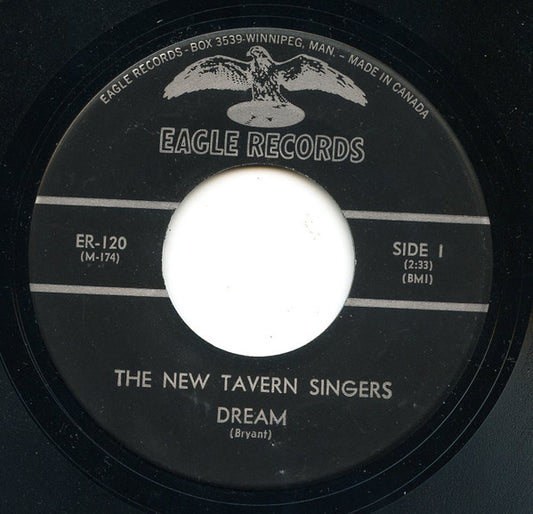 EAGLE RECORDS - BOX 3539 - WINNIPEG, MAN. - MADE IN CANADA
EAGLE RECORDS
ER-120
(M-174)
SIDE 1
(2:33)
(BMI)
THE NEW TAVERN SINGERS
DREAM
(Bryant)